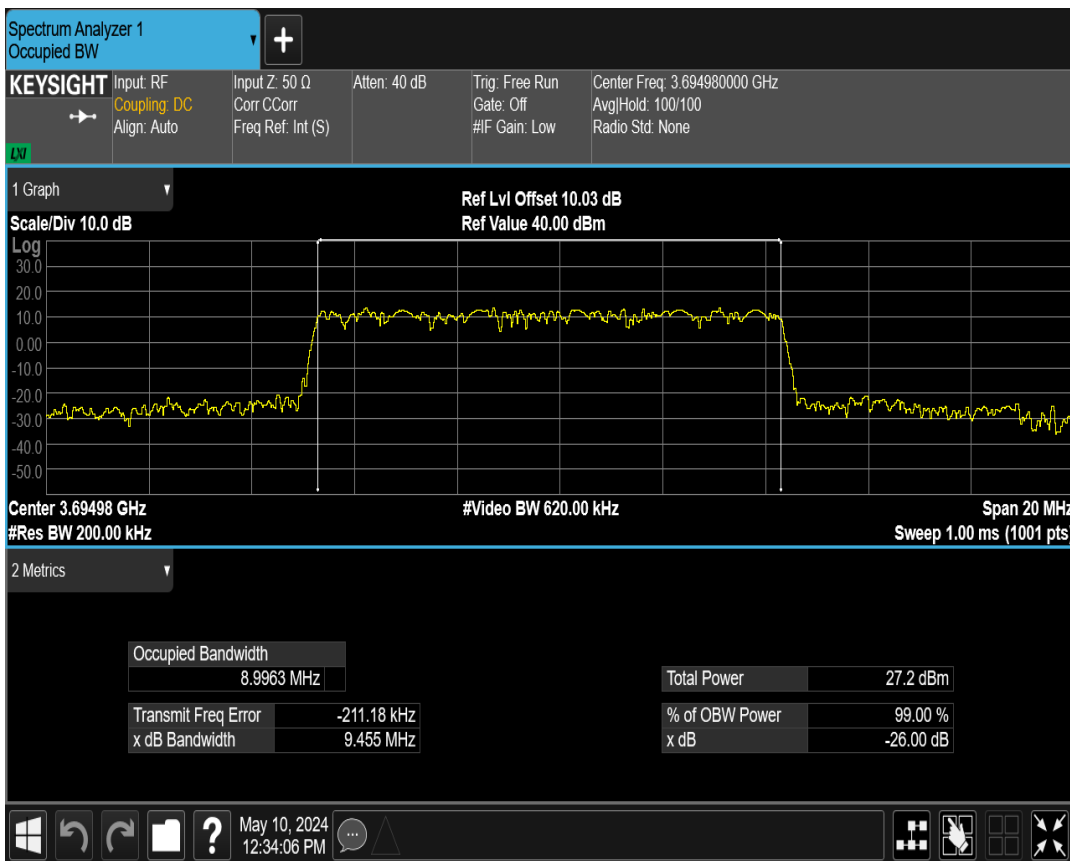 Spectrum Analyzer 1
Occupied BW
KEYSIGHT
LXI
Input: RF
Coupling: DC
Align: Auto
Input Z: 50 Ω
Corr CCorr
Freq Ref: Int (S)
Atten: 40 dB
Trig: Free Run
Gate: Off
#IF Gain: Low
Center Freq: 3.694980000 GHz
Avg|Hold: 100/100
Radio Std: None
1 Graph
Ref Lvl Offset 10.03 dB
Scale/Div 10.0 dB
Ref Value 40.00 dBm
Log
30.0
20.0
10.0
0.00
-10.0
-20.0
-30.0
-40.0
-50.0
Center 3.69498 GHz
#Video BW 620.00 kHz
Span 20 MHz
#Res BW 200.00 kHz
Sweep 1.00 ms (1001 pts)
2 Metrics
Occupied Bandwidth
8.9963 MHz
Total Power 27.2 dBm
Transmit Freq Error -211.18 kHz
% of OBW Power 99.00 %
x dB Bandwidth 9.455 MHz
x dB -26.00 dB
May 10, 2024
12:34:06 PM